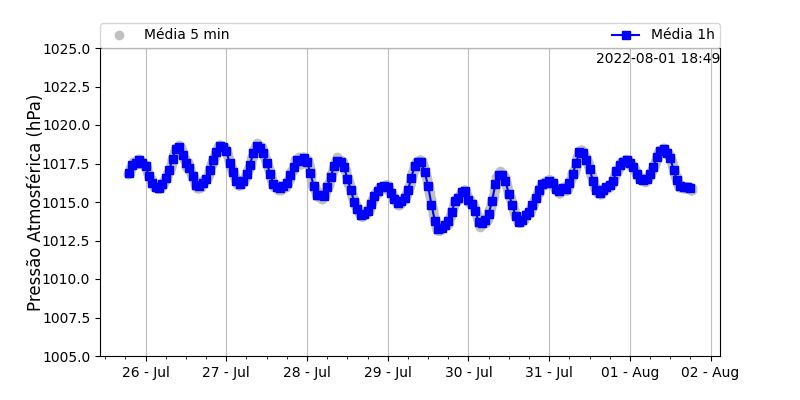 Média 5 min
Média 1h
2022-08-01 18:49
Pressão Atmosférica (hPa)
1025.0
1022.5
1020.0
1017.5
1015.0
1012.5
1010.0
1007.5
1005.0
26 - Jul
27 - Jul
28 - Jul
29 - Jul
30 - Jul
31 - Jul
01 - Aug
02 - Aug